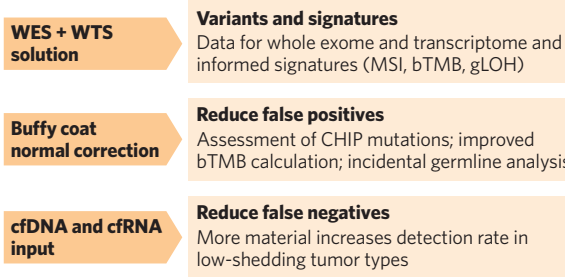 WES + WTS
solution
Variants and signatures
Data for whole exome and transcriptome and
informed signatures (MSI, bTMB, gLOH)
Buffy coat
normal correction
Reduce false positives
Assessment of CHIP mutations; improved
bTMB calculation; incidental germline analysis
cfDNA and cfRNA
input
Reduce false negatives
More material increases detection rate in
low-shedding tumor types